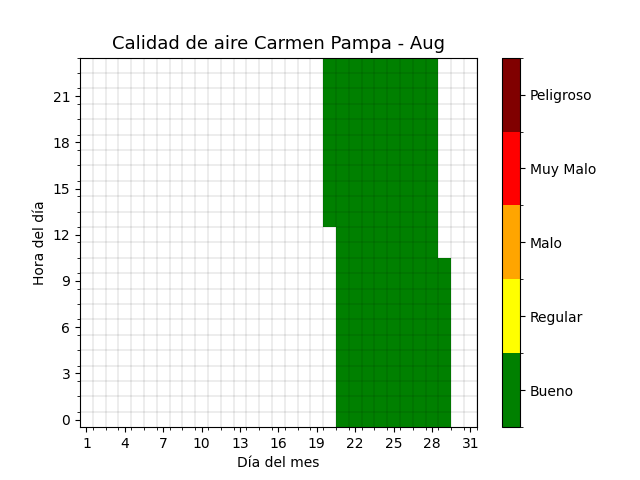 Calidad de aire Carmen Pampa - Aug
Hora del día
21
18
15
12
9
6
3
0
1 4 7 10 13 16 19 22 25 28 31
Día del mes
Peligroso
Muy Malo
Malo
Regular
Bueno